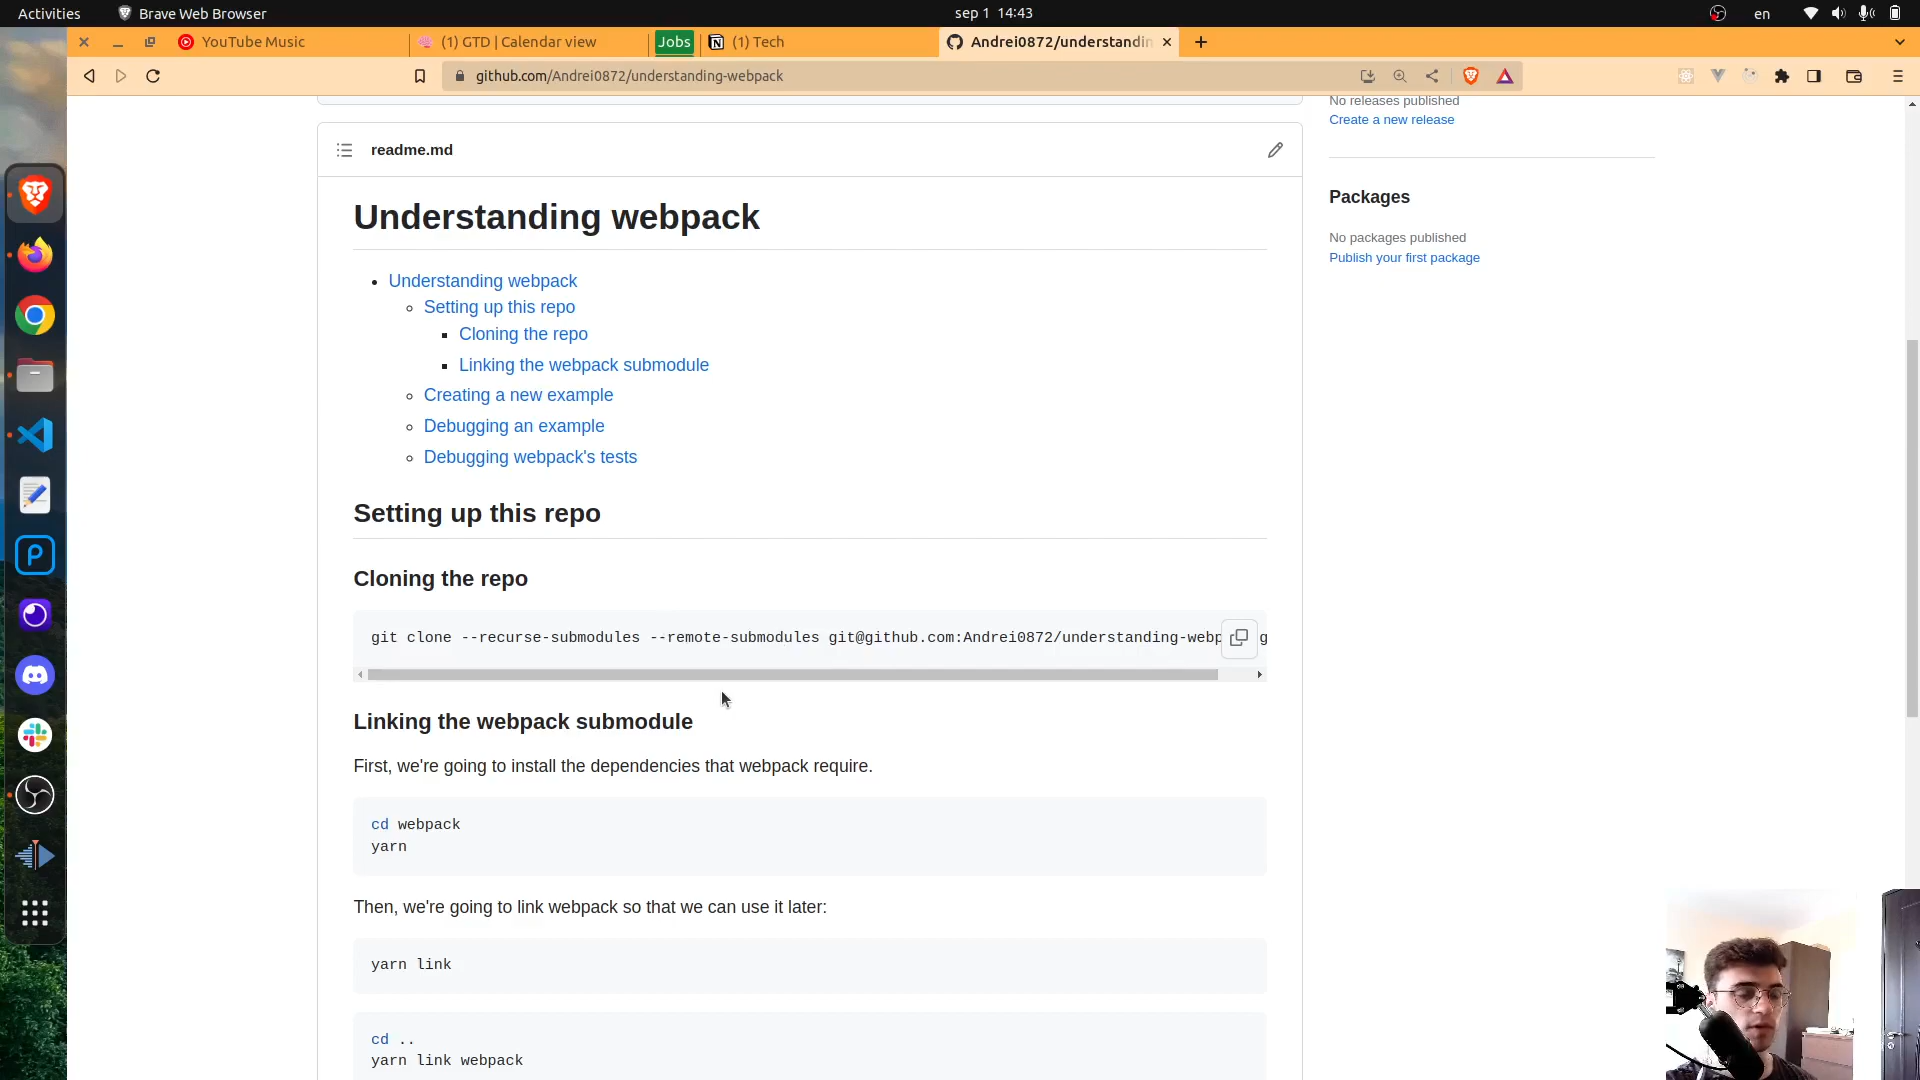 Activities
Brave Web Browser
sep 1 14:43
en
YouTube Music
(1) GTD | Calendar view
Jobs
(1) Tech
Andrei0872/understandin
github.com/Andrei0872/understanding-webpack
No releases published
Create a new release
readme.md
Packages
No packages published
Publish your first package
Understanding webpack
Understanding webpack
Setting up this repo
Cloning the repo
Linking the webpack submodule
Creating a new example
Debugging an example
Debugging webpack's tests
Setting up this repo
Cloning the repo
git clone --recurse-submodules --remote-submodules git@github.com:Andrei0872/understanding-webp g
Linking the webpack submodule
First, we're going to install the dependencies that webpack require.
cd webpack
yarn
Then, we're going to link webpack so that we can use it later:
yarn link
cd ..
yarn link webpack